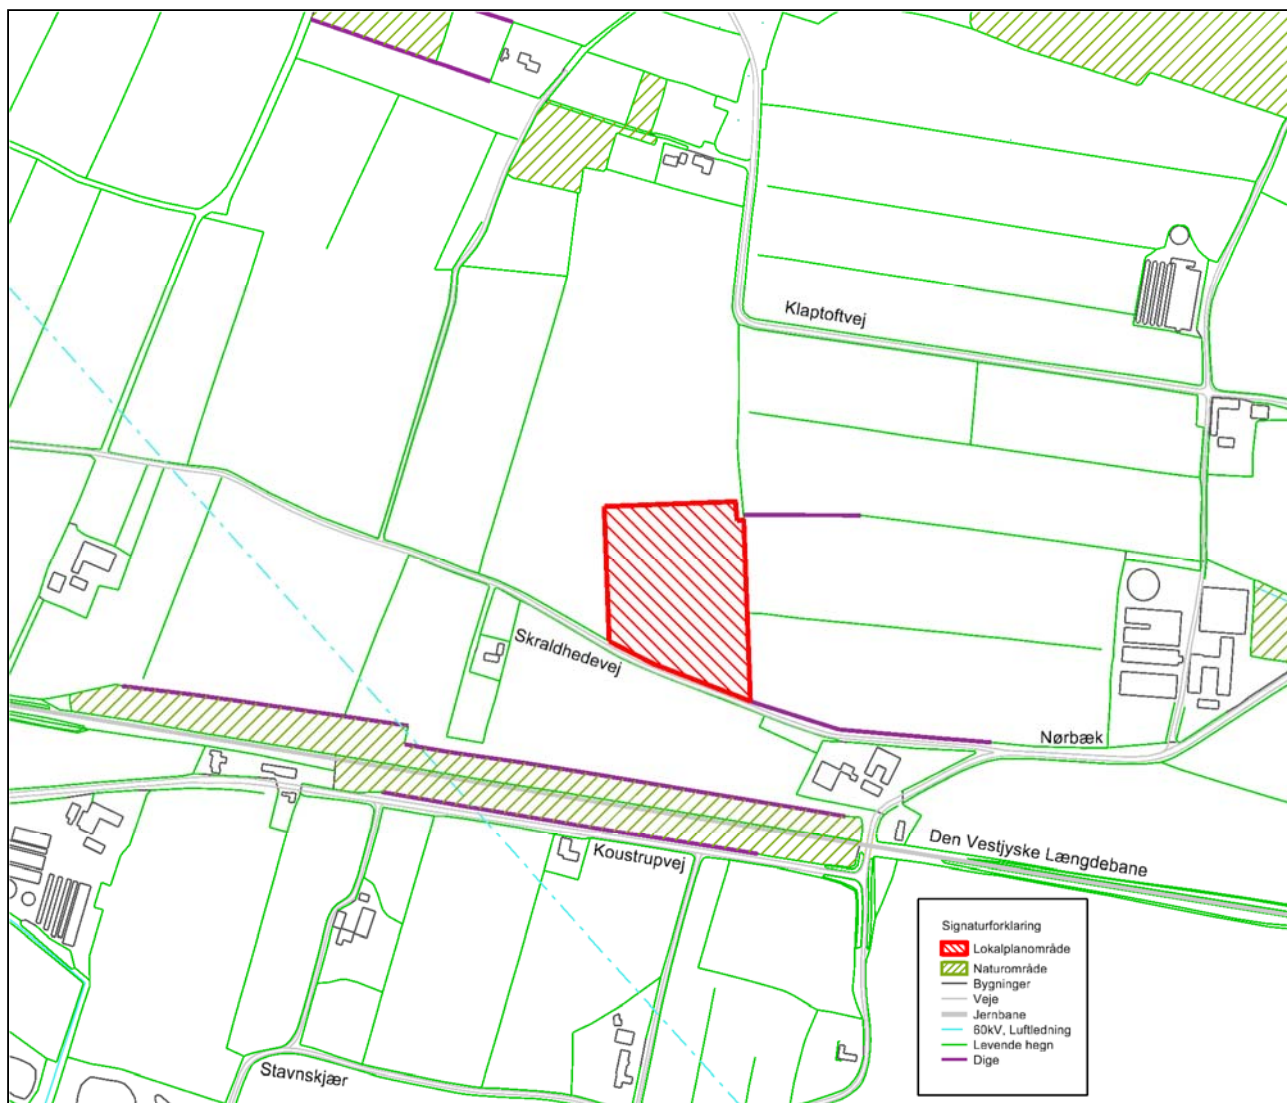 Klaptoftvej
Skraldhedevej
Nørbæk
Den Vestjyske Længdebane
Koustrupvej
Stavnskjær
Signaturforklaring
Lokalplanområde
Naturområde
Bygninger
Veje
Jernbane
60kV, Luftledning
Levende hegn
Dige